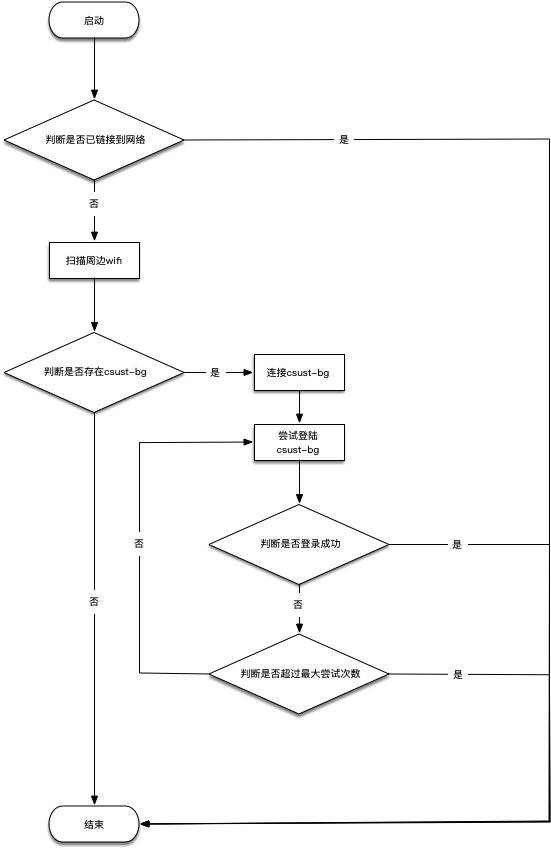 启动
判断是否已链接到网络
是
否
扫描周边wifi
判断是否存在csust-bg
是
连接csust-bg
尝试登陆
csust-bg
否
判断是否登录成功
是
否
否
判断是否超过最大尝试次数
是
结束